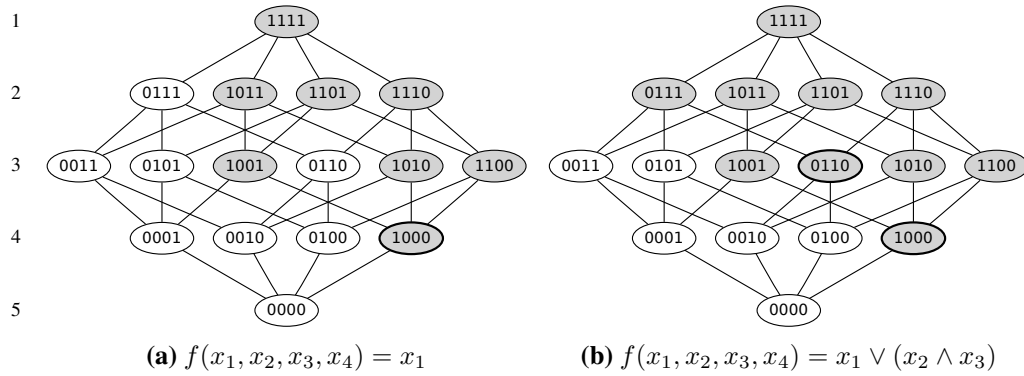 1 1111 1111
2 0111 1011 1101 1110 0111 1011 1101 1110
3 0011 0101 1001 0110 1010 1100 0011 0101 1001 0110 1010 1100
4 0001 0010 0100 1000 0001 0010 0100 1000
5 0000 0000
(a) f(x₁, x₂, x₃, x₄) = x₁ (b) f(x₁, x₂, x₃, x₄) = x₁ ∨ (x₂ ∧ x₃)